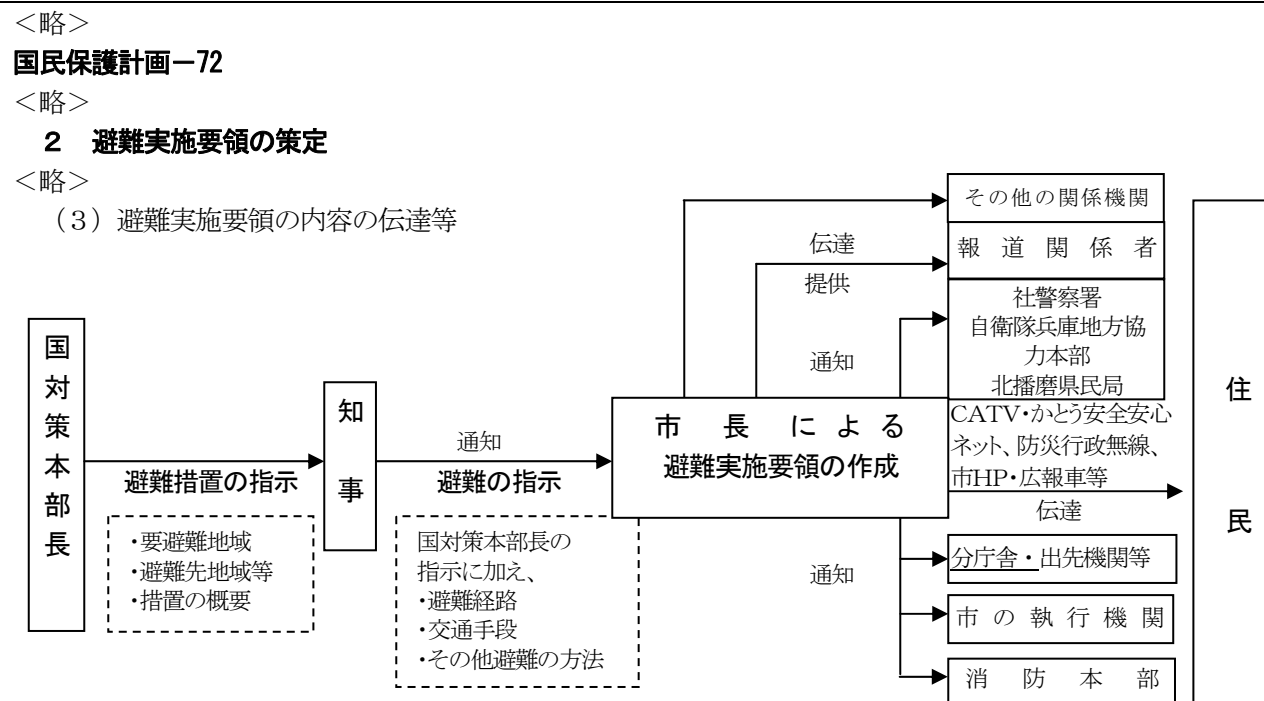 <略>
国民保護計画－72
<略>
2 避難実施要領の策定
<略>
(3)避難実施要領の内容の伝達等
国対策本部長
避難措置の指示
・要避難地域
・避難先地域等
・措置の概要
知事
通知
避難の指示
国対策本部長の
指示に加え、
・避難経路
・交通手段
・その他避難の方法
市長による
避難実施要領の作成
伝達
提供
通知
その他の関係機関
報道関係者
社警察署
自衛隊兵庫地方協
力本部
北播磨県民局
CATV・かとう安全安心
ネット、防災行政無線、
市HP・広報車等
伝達
通知
分庁舎・出先機関等
市の執行機関
消防本部
住民